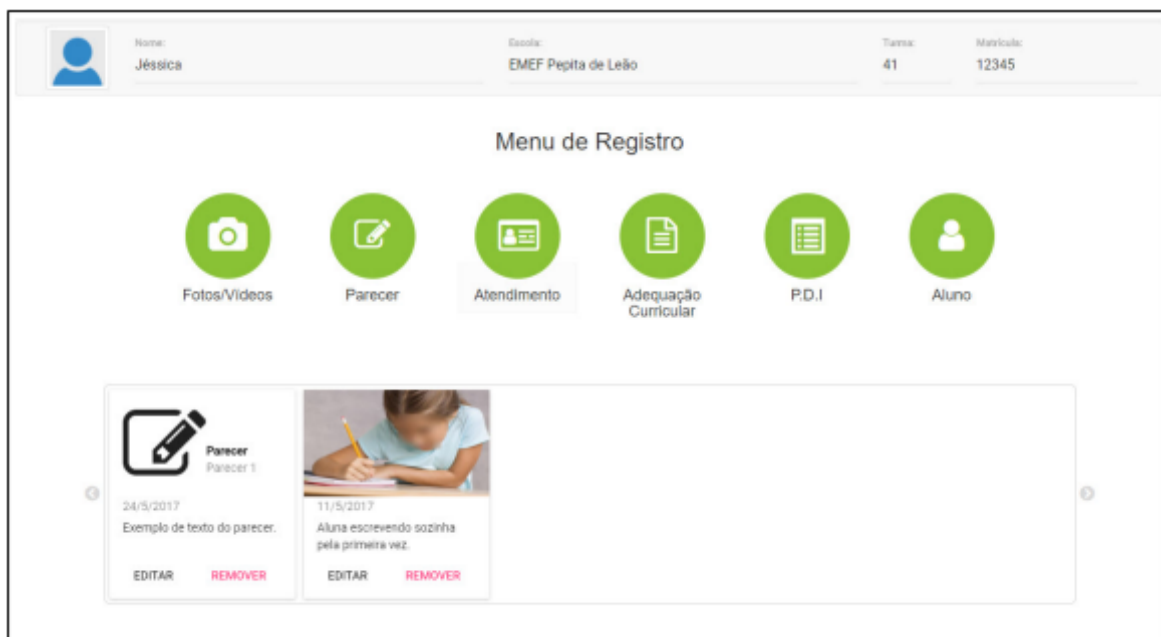 Nome:
Jéssica
Escola:
EMEF Pepita de Leão
Turma:
41
Matrícula:
12345
Menu de Registro
Fotos/Vídeos
Parecer
Atendimento
Adequação
Curricular
P.D.I
Aluno
Parecer
Parecer 1
24/5/2017
Exemplo de texto do parecer.
EDITAR REMOVER
11/5/2017
Aluna escrevendo sozinha
pela primeira vez.
EDITAR REMOVER